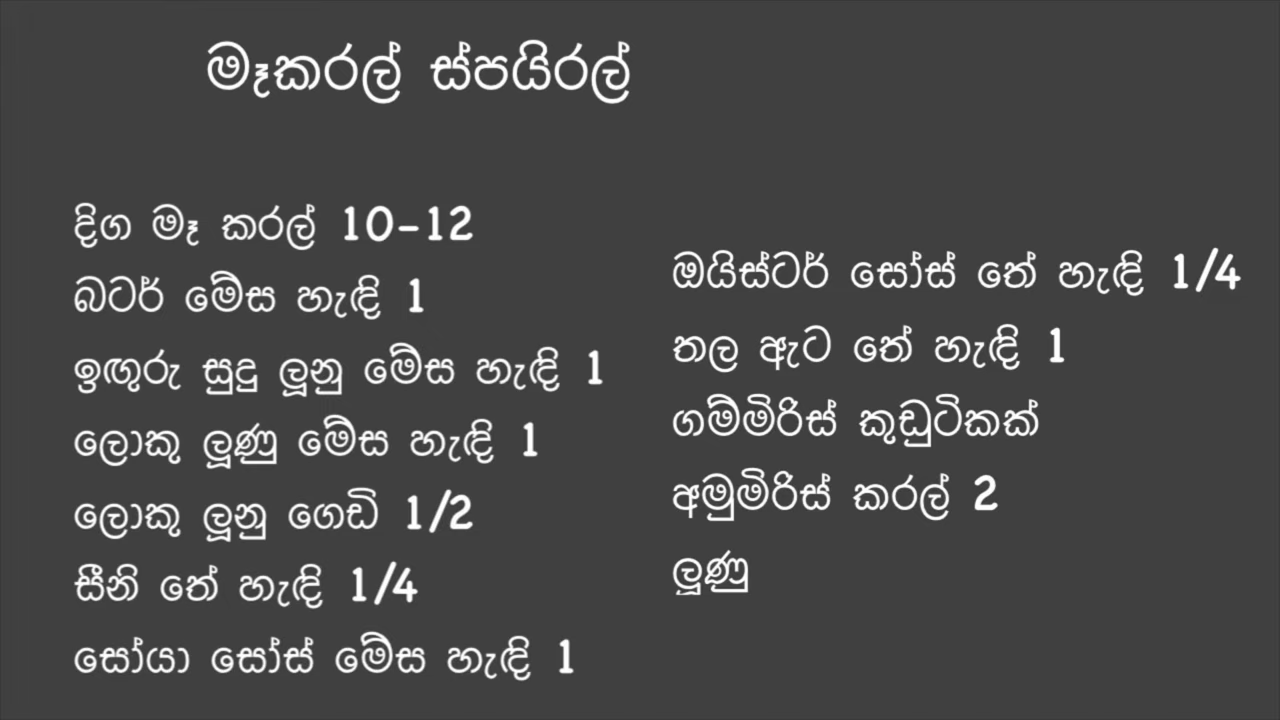 මෑකරල් ස්පයිරල්
දිග මෑ කරල් 10-12
බටර් මේස හැඳි 1
ඉඟුරු සුදු ලූනු මේස හැඳි 1
ලොකු ලූණු මේස හැඳි 1
ලොකු ලූනු ගෙඩි 1/2
සීනි තේ හැඳි 1/4
සෝයා සෝස් මේස හැඳි 1
ඔයිස්ටර් සෝස් තේ හැඳි 1/4
තල ඇට තේ හැඳි 1
ගම්මිරිස් කුඩුටිකක්
අමුමිරිස් කරල් 2
ලූණු